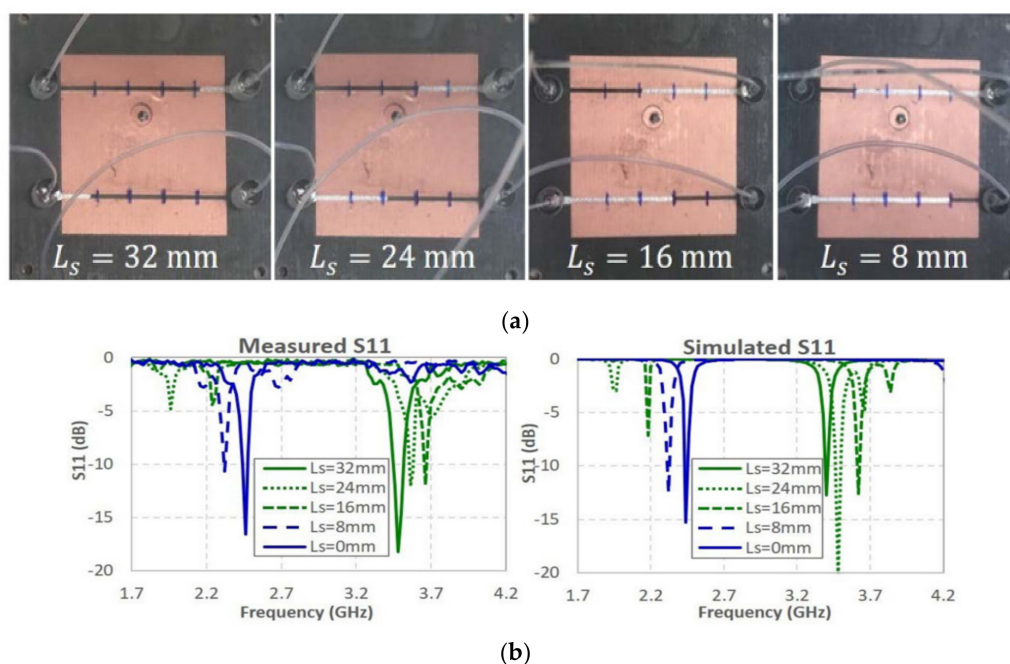 L_s = 32 mm
L_s = 24 mm
L_s = 16 mm
L_s = 8 mm
(a)
Measured S11
0
-5
-10
-15
-20
S11 (dB)
Ls=32mm
Ls=24mm
Ls=16mm
Ls=8mm
Ls=0mm
1.7
2.2
2.7
3.2
3.7
4.2
Frequency (GHz)
Simulated S11
0
-5
-10
-15
-20
S11 (dB)
Ls=32mm
Ls=24mm
Ls=16mm
Ls=8mm
Ls=0mm
1.7
2.2
2.7
3.2
3.7
4.2
Frequency (GHz)
(b)